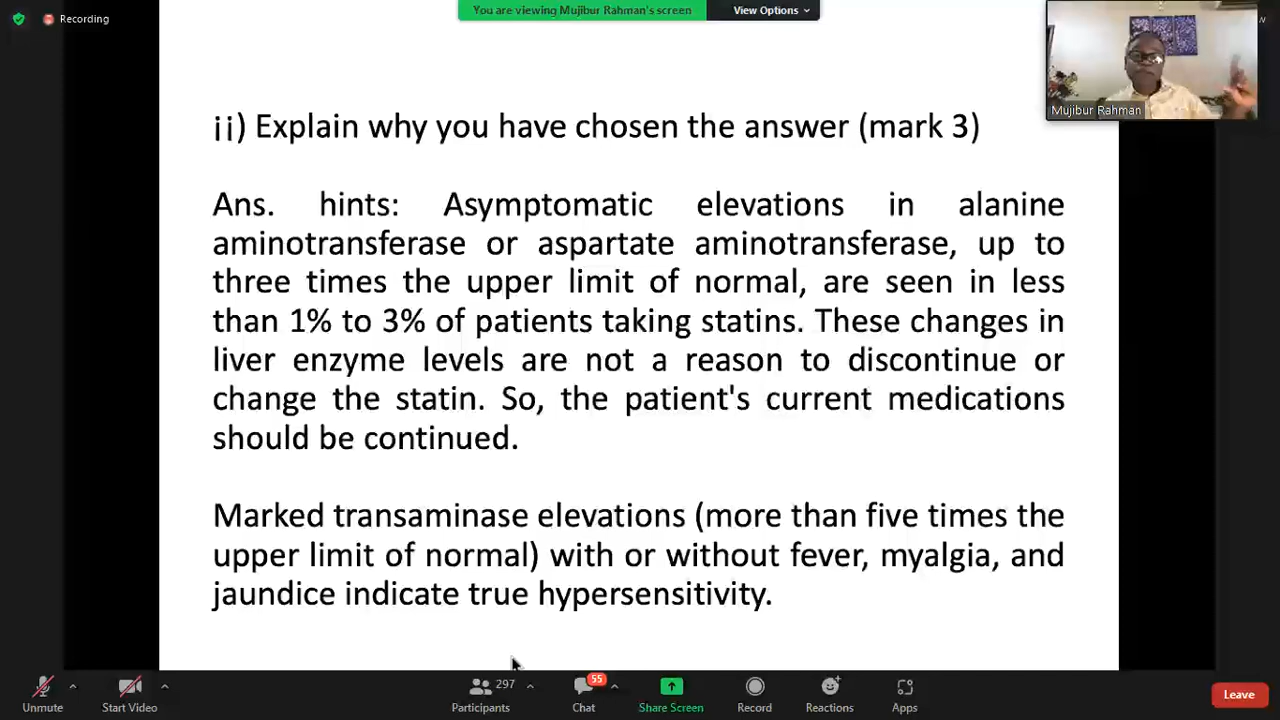 Recording
You are viewing Mujibur Rahman's screen
View Options
Mujibur Rahman
ii) Explain why you have chosen the answer (mark 3)
Ans. hints: Asymptomatic elevations in alanine
aminotransferase or aspartate aminotransferase, up to
three times the upper limit of normal, are seen in less
than 1% to 3% of patients taking statins. These changes in
liver enzyme levels are not a reason to discontinue or
change the statin. So, the patient's current medications
should be continued.
Marked transaminase elevations (more than five times the
upper limit of normal) with or without fever, myalgia, and
jaundice indicate true hypersensitivity.
Unmute
Start Video
297
Participants
55
Chat
Share Screen
Record
Reactions
Apps
Leave